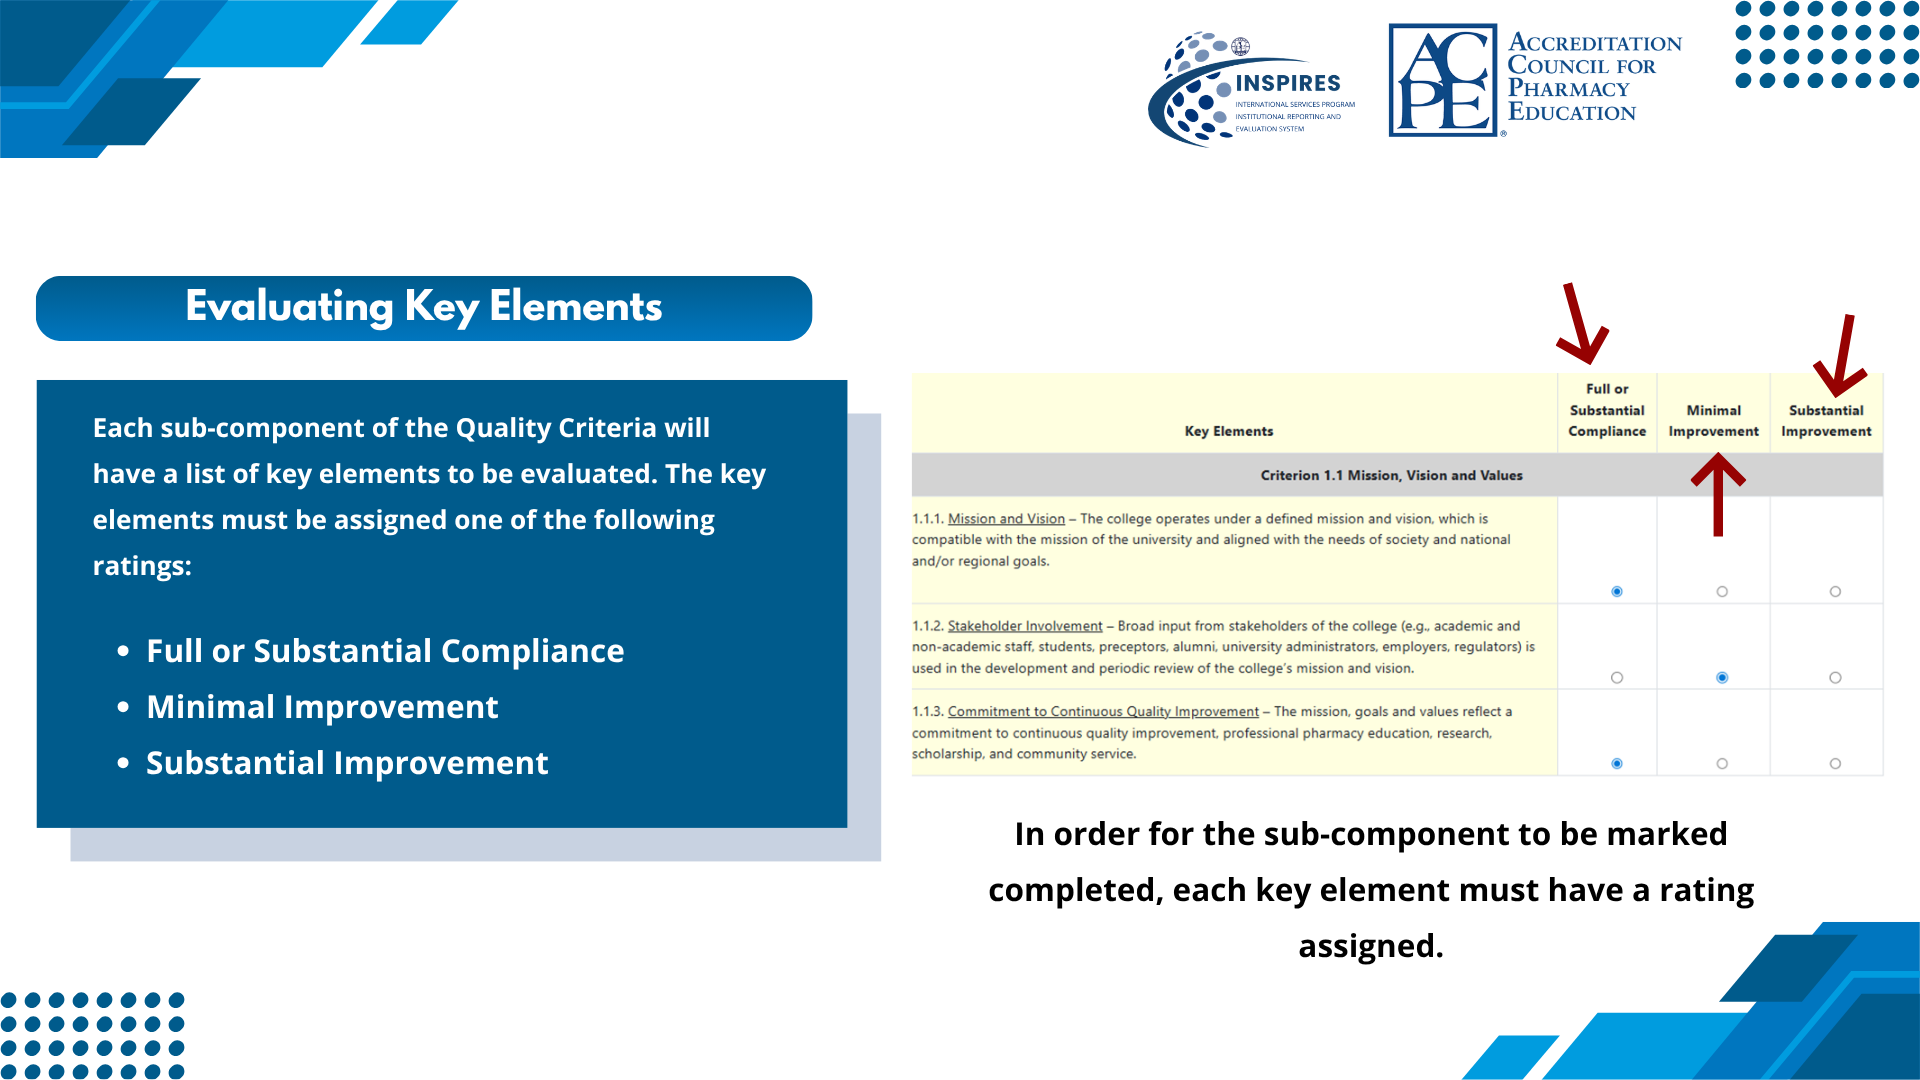 INSPIRES
INTERNATIONAL SERVICES PROGRAM
INSTITUTIONAL REPORTING AND
EVALUATION SYSTEM
AC
PE
®
ACCREDITATION
COUNCIL FOR
PHARMACY
EDUCATION
Evaluating Key Elements
Each sub-component of the Quality Criteria will
have a list of key elements to be evaluated. The key
elements must be assigned one of the following
ratings:
• Full or Substantial Compliance
• Minimal Improvement
• Substantial Improvement
Key Elements
Full or
Substantial
Compliance
Minimal
Improvement
Substantial
Improvement
Criterion 1.1 Mission, Vision and Values
1.1.1. Mission and Vision – The college operates under a defined mission and vision, which is
compatible with the mission of the university and aligned with the needs of society and national
and/or regional goals.
1.1.2. Stakeholder Involvement – Broad input from stakeholders of the college (e.g., academic and
non-academic staff, students, preceptors, alumni, university administrators, employers, regulators) is
used in the development and periodic review of the college's mission and vision.
1.1.3. Commitment to Continuous Quality Improvement – The mission, goals and values reflect a
commitment to continuous quality improvement, professional pharmacy education, research,
scholarship, and community service.
In order for the sub-component to be marked
completed, each key element must have a rating
assigned.